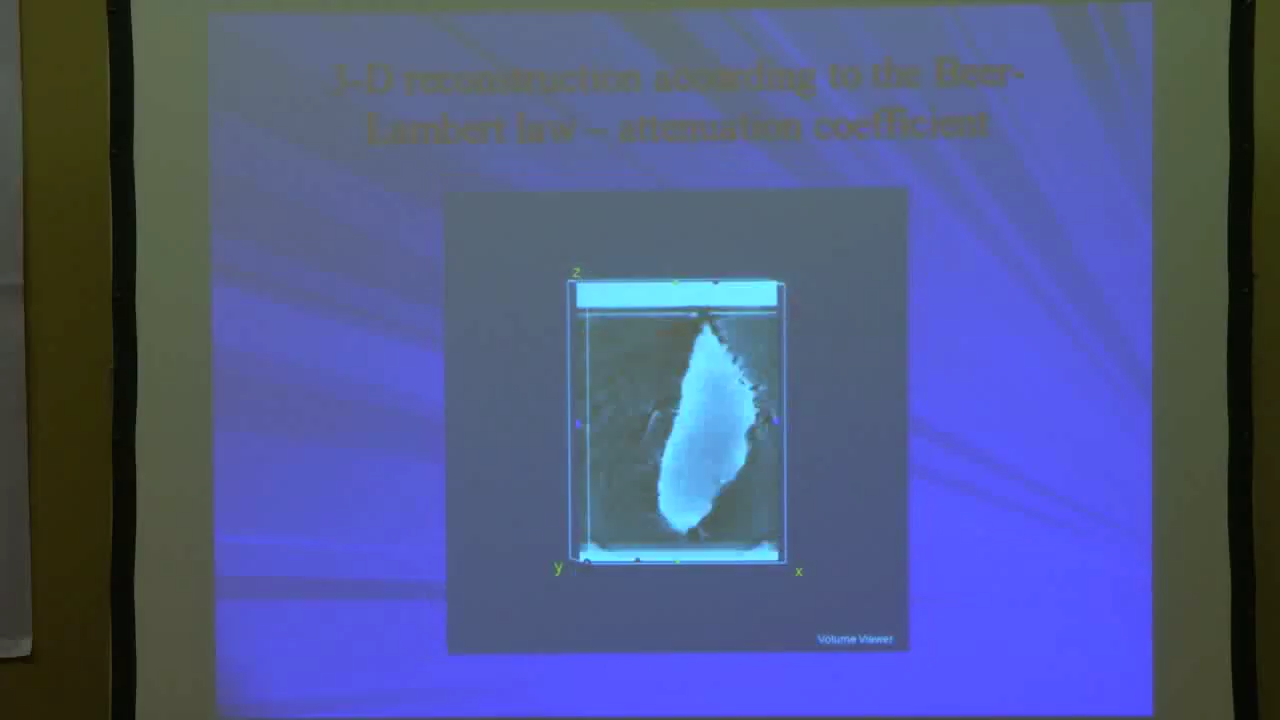 3-D reconstruction according to the Beer-
Lambert law – attenuation coefficient
z
y
x
Volume Viewer